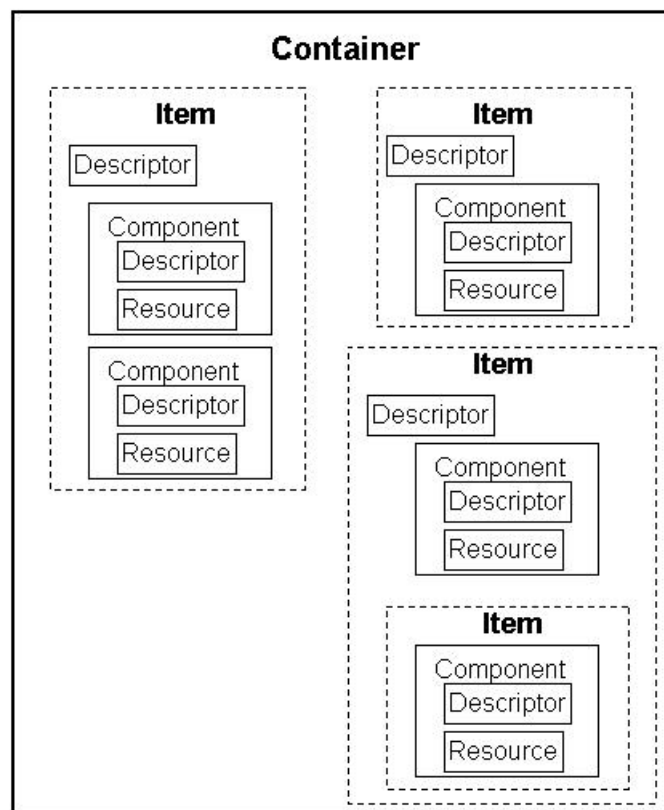 Container
Item
Descriptor
Component
Descriptor
Resource
Component
Descriptor
Resource
Item
Descriptor
Component
Descriptor
Resource
Item
Descriptor
Component
Descriptor
Resource
Item
Component
Descriptor
Resource